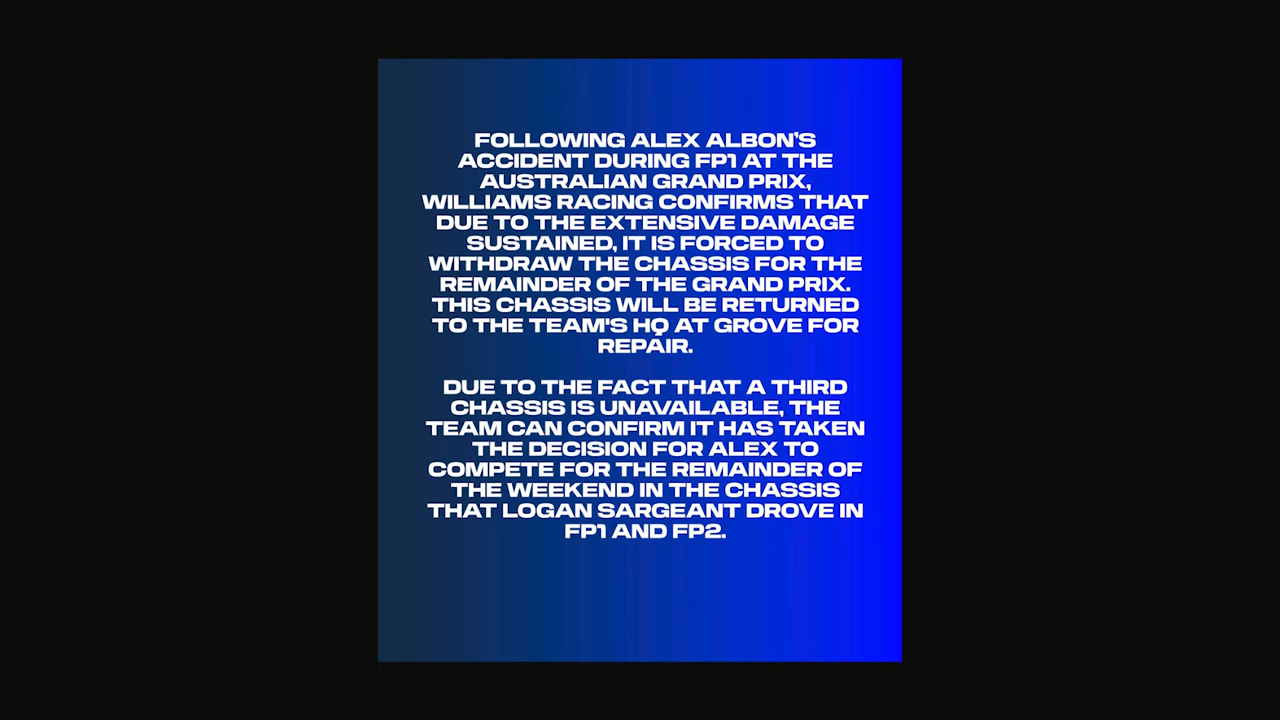 FOLLOWING ALEX ALBON'S
ACCIDENT DURING FP1 AT THE
AUSTRALIAN GRAND PRIX,
WILLIAMS RACING CONFIRMS THAT
DUE TO THE EXTENSIVE DAMAGE
SUSTAINED, IT IS FORCED TO
WITHDRAW THE CHASSIS FOR THE
REMAINDER OF THE GRAND PRIX.
THIS CHASSIS WILL BE RETURNED
TO THE TEAM'S HQ AT GROVE FOR
REPAIR.
DUE TO THE FACT THAT A THIRD
CHASSIS IS UNAVAILABLE, THE
TEAM CAN CONFIRM IT HAS TAKEN
THE DECISION FOR ALEX TO
COMPETE FOR THE REMAINDER OF
THE WEEKEND IN THE CHASSIS
THAT LOGAN SARGEANT DROVE IN
FP1 AND FP2.